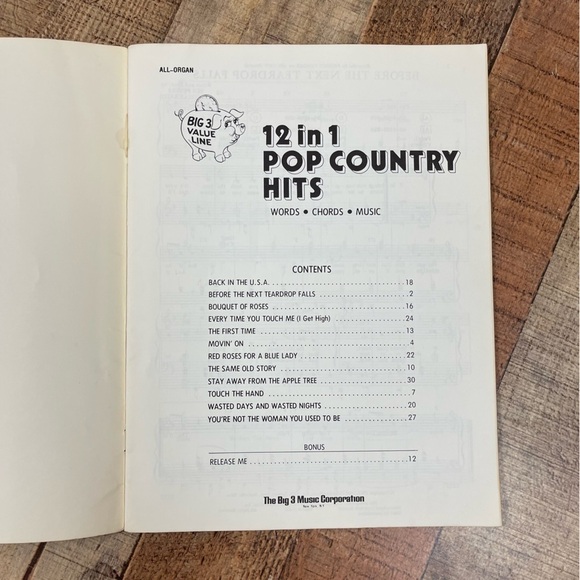 ALL-ORGAN
BIG 3
VALUE
LINE
12 in 1
POP COUNTRY
HITS
WORDS • CHORDS • MUSIC
CONTENTS
BACK IN THE U.S.A. 18
BEFORE THE NEXT TEARDROP FALLS 2
BOUQUET OF ROSES 16
EVERY TIME YOU TOUCH ME (I Get High) 24
THE FIRST TIME 13
MOVIN' ON 4
RED ROSES FOR A BLUE LADY 22
THE SAME OLD STORY 10
STAY AWAY FROM THE APPLE TREE 30
TOUCH THE HAND 7
WASTED DAYS AND WASTED NIGHTS 20
YOU'RE NOT THE WOMAN YOU USED TO BE 27
BONUS
RELEASE ME 12
The Big 3 Music Corporation